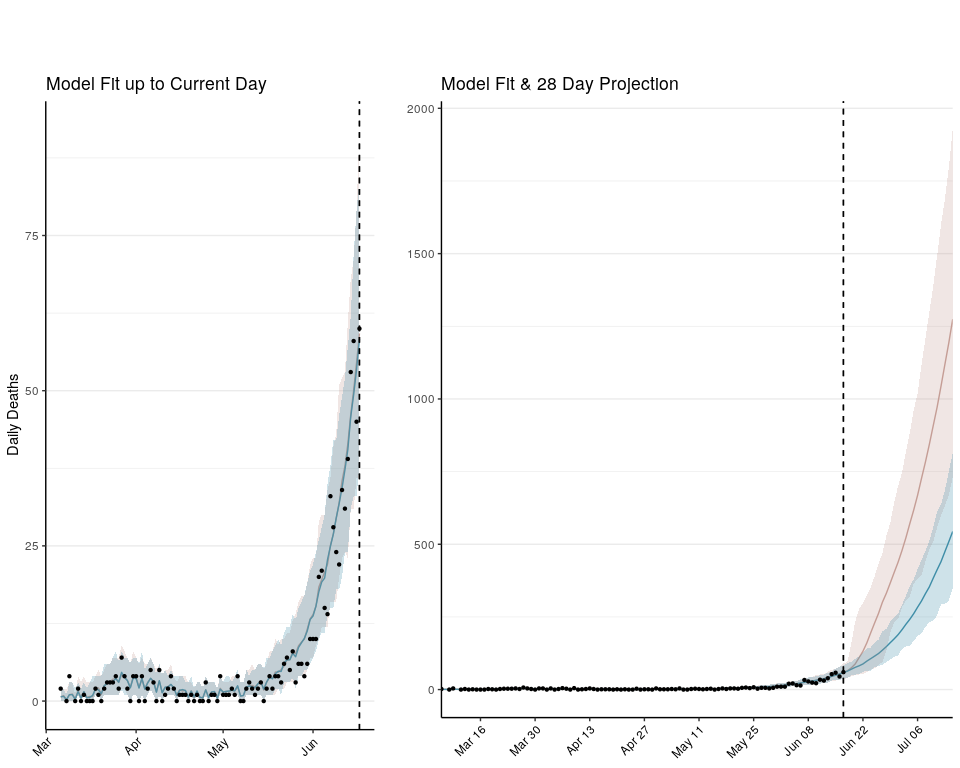 Model Fit up to Current Day
Daily Deaths
75
50
25
0
Mar
Apr
May
Jun
Model Fit & 28 Day Projection
2000
1500
1000
500
0
Mar 16
Mar 30
Apr 13
Apr 27
May 11
May 25
Jun 08
Jun 22
Jul 06